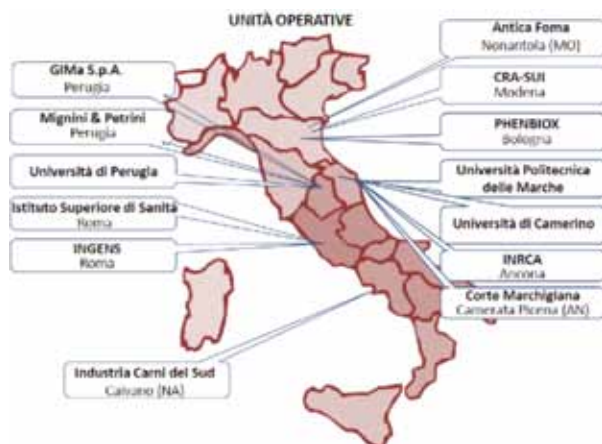 UNITÀ OPERATIVE
GIMa S.p.A.
Perugia
Mignini & Petrini
Perugia
Università di Perugia
Istituto Superiore di Sanità
Roma
INGENS
Roma
Industria Carni del Sud
Caivano (NA)
Antica Foma
Nonantola (MO)
CRA-SUI
Modena
PHENBIOX
Bologna
Università Politecnica
delle Marche
Università di Camerino
INRCA
Ancona
Corte Marchigiana
Camerata Picena (AN)